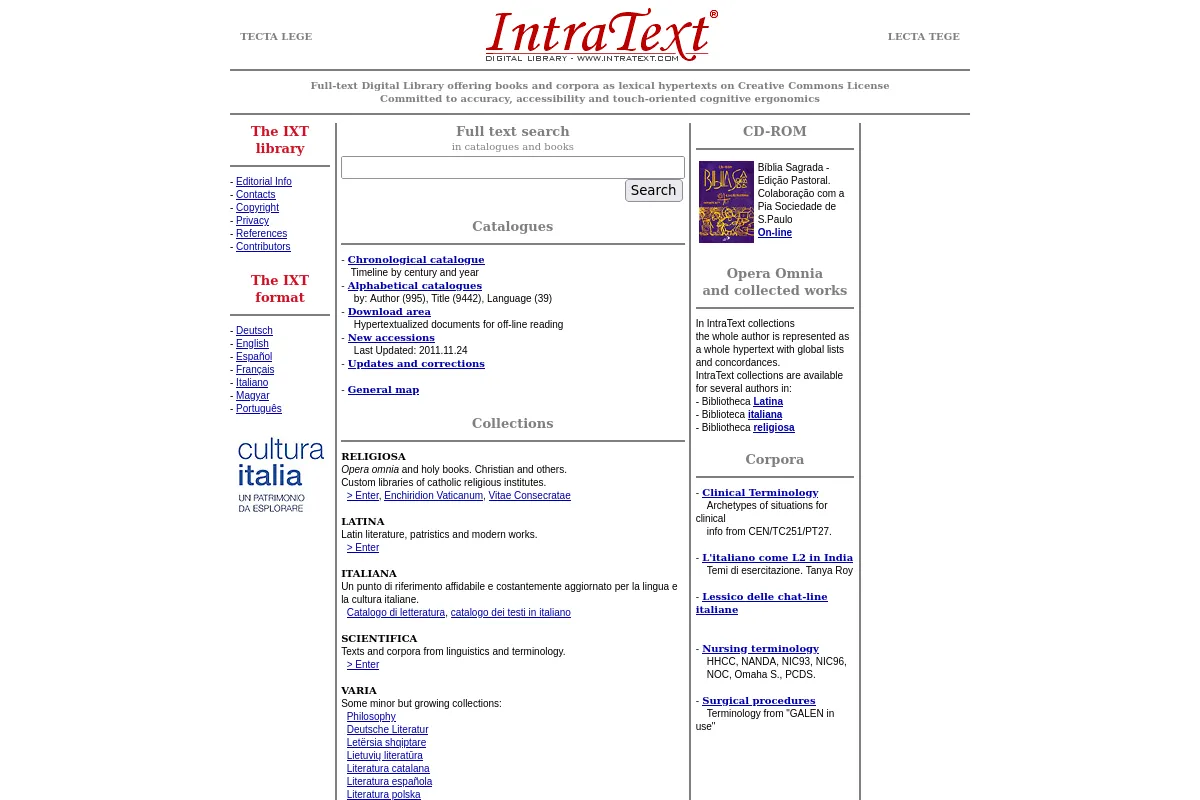 TECTA LEGE
IntraText®
DIGITAL LIBRARY - WWW.INTRATEXT.COM
LECTA TEGE
Full-text Digital Library offering books and corpora as lexical hypertexts on Creative Commons License
Committed to accuracy, accessibility and touch-oriented cognitive ergonomics
The IXT
library
- Editorial Info
- Contacts
- Copyright
- Privacy
- References
- Contributors
The IXT
format
- Deutsch
- English
- Español
- Français
- Italiano
- Magyar
- Português
cultura
italia
UN PATRIMONIO
DA ESPLORARE
Full text search
in catalogues and books
Search
Catalogues
- Chronological catalogue
Timeline by century and year
- Alphabetical catalogues
by: Author (995), Title (9442), Language (39)
- Download area
Hypertextualized documents for off-line reading
- New accessions
Last Updated: 2011.11.24
- Updates and corrections
- General map
Collections
RELIGIOSA
Opera omnia and holy books. Christian and others.
Custom libraries of catholic religious institutes.
> Enter, Enchiridion Vaticanum, Vitae Consecratae
LATINA
Latin literature, patristics and modern works.
> Enter
ITALIANA
Un punto di riferimento affidabile e costantemente aggiornato per la lingua e
la cultura italiane.
Catalogo di letteratura, catalogo dei testi in italiano
SCIENTIFICA
Texts and corpora from linguistics and terminology.
> Enter
VARIA
Some minor but growing collections:
Philosophy
Deutsche Literatur
Letërsia shqiptare
Lietuvių literatūra
Literatura catalana
Literatura española
Literatura polska
CD-ROM
Bíblia Sagrada -
Edição Pastoral.
Colaboração com a
Pia Sociedade de
S.Paulo
On-line
Opera Omnia
and collected works
In IntraText collections
the whole author is represented as
a whole hypertext with global lists
and concordances.
IntraText collections are available
for several authors in:
- Bibliotheca Latina
- Biblioteca italiana
- Bibliotheca religiosa
Corpora
- Clinical Terminology
Archetypes of situations for
clinical
info from CEN/TC251/PT27.
- L'italiano come L2 in India
Temi di esercitazione. Tanya Roy
- Lessico delle chat-line
italiane
- Nursing terminology
HHCC, NANDA, NIC93, NIC96,
NOC, Omaha S., PCDS.
- Surgical procedures
Terminology from "GALEN in
use"